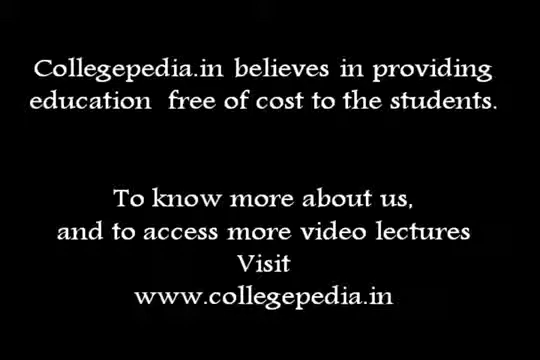 Collegepedia.in believes in providing
education free of cost to the students.
To know more about us,
and to access more video lectures
Visit
www.collegepedia.in